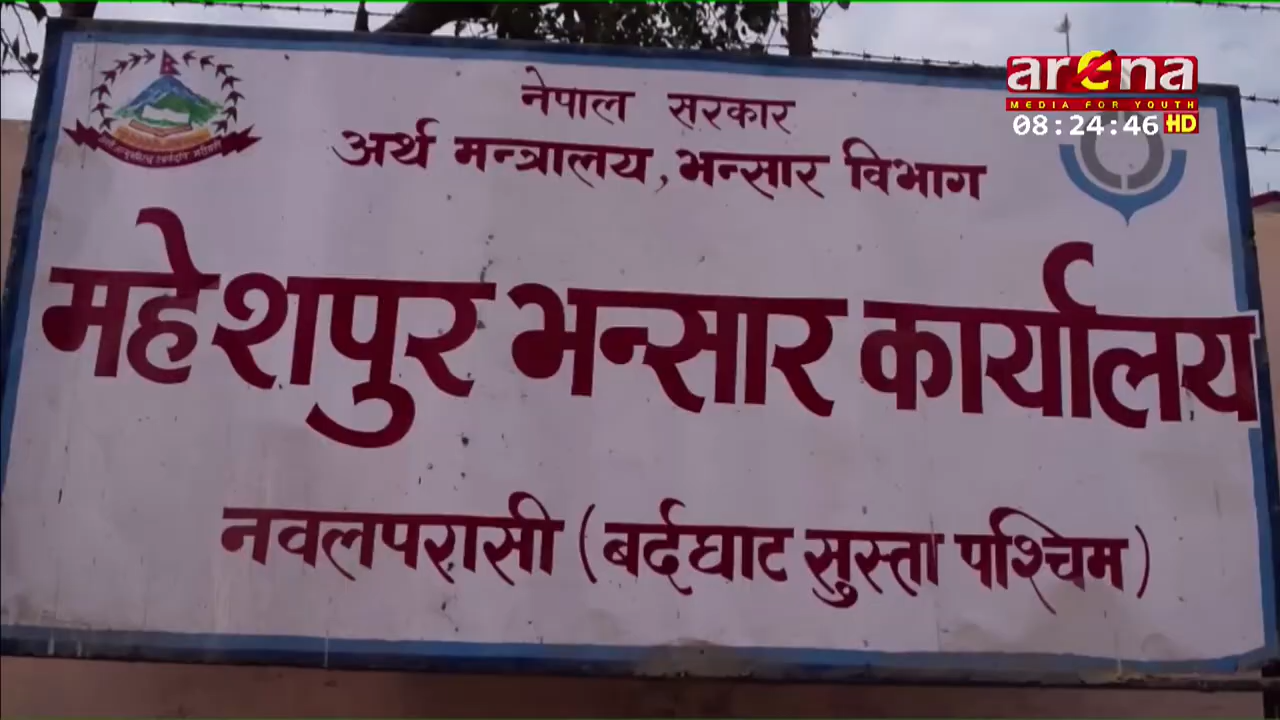 arena
MEDIA FOR YOUTH
08:24:46 HD
नेपाल सरकार
अर्थ मन्त्रालय, भन्सार विभाग
महेशपुर भन्सार कार्यालय
नवलपरासी (बर्दघाट सुस्ता पश्चिम)